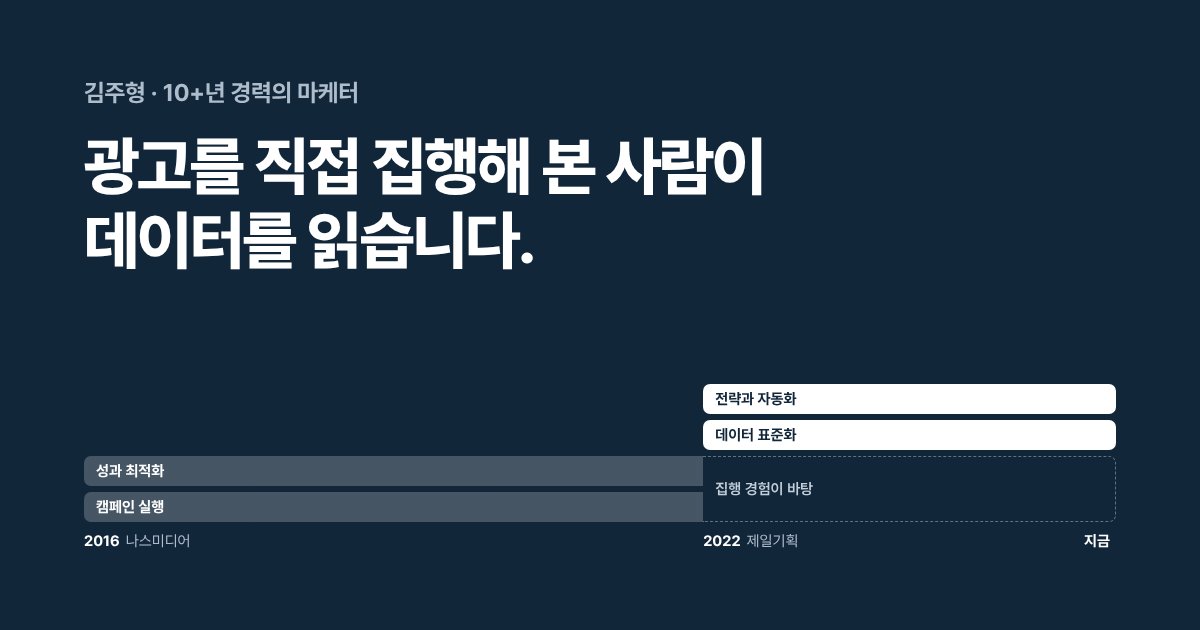 김주형 · 10+년 경력의 마케터
광고를 직접 집행해 본 사람이
데이터를 읽습니다.
전략과 자동화
데이터 표준화
성과 최적화
집행 경험이 바탕
캠페인 실행
2016 나스미디어
2022 제일기획
지금